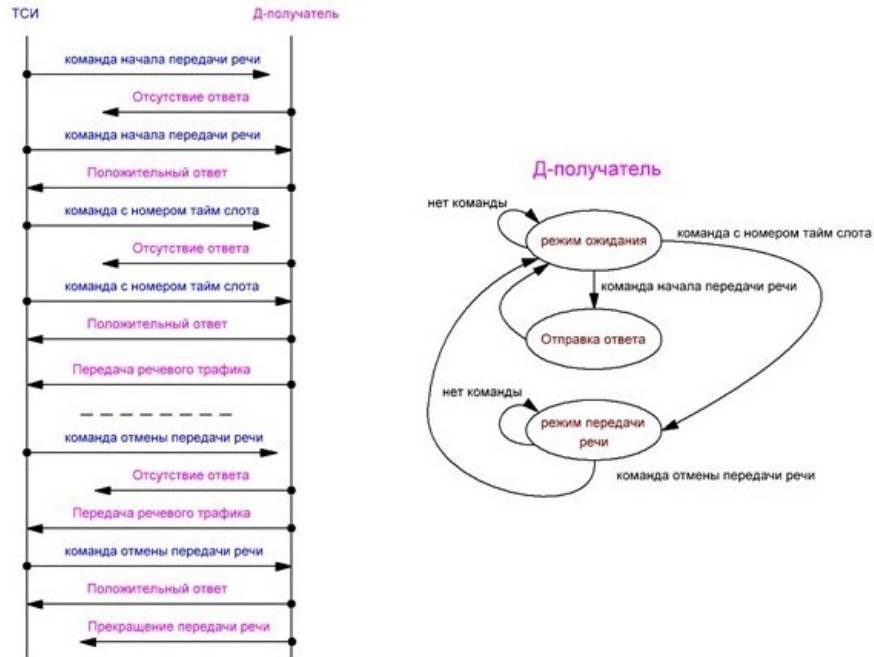 ТСИ
Д-получатель
команда начала передачи речи
Отсутствие ответа
команда начала передачи речи
Положительный ответ
команда с номером тайм слота
Отсутствие ответа
команда с номером тайм слота
Положительный ответ
Передача речевого трафика
команда отмены передачи речи
Отсутствие ответа
Передача речевого трафика
команда отмены передачи речи
Положительный ответ
Прекращение передачи речи
Д-получатель
нет команды
режим ожидания
команда с номером тайм слота
команда начала передачи речи
Отправка ответа
нет команды
режим передачи
речи
команда отмены передачи речи